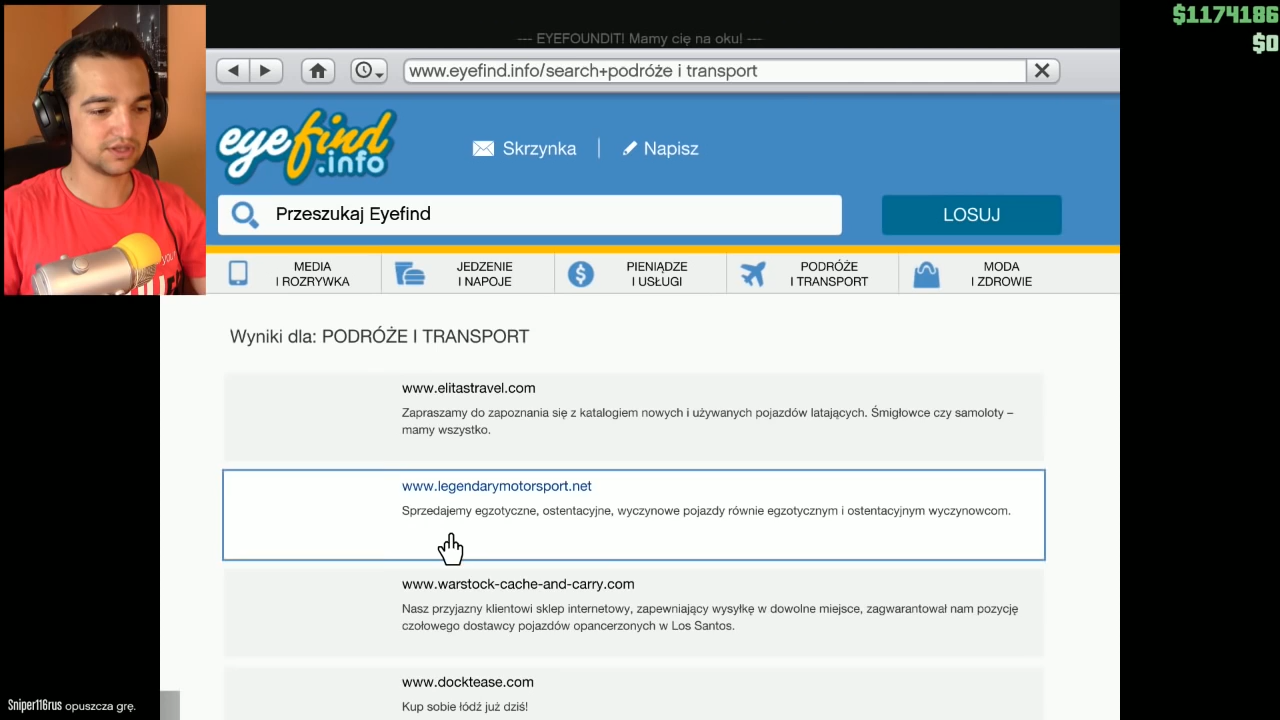 $1174186
$0
--- EYEFOUNDIT! Mamy cię na oku! ---
www.eyefind.info/search+podróże i transport
eyefind.info
Skrzynka | Napisz
Przeszukaj Eyefind
LOSUJ
MEDIA
I ROZRYWKA
JEDZENIE
I NAPOJE
PIENIĄDZE
I USŁUGI
PODRÓŻE
I TRANSPORT
MODA
I ZDROWIE
Wyniki dla: PODRÓŻE I TRANSPORT
www.elitastravel.com
Zapraszamy do zapoznania się z katalogiem nowych i używanych pojazdów latających. Śmigłowce czy samoloty –
mamy wszystko.
www.legendarymotorsport.net
Sprzedajemy egzotyczne, ostentacyjne, wyczynowe pojazdy równie egzotycznym i ostentacyjnym wyczynowcom.
www.warstock-cache-and-carry.com
Nasz przyjazny klientowi sklep internetowy, zapewniający wysyłkę w dowolne miejsce, zagwarantował nam pozycję
czołowego dostawcy pojazdów opancerzonych w Los Santos.
www.docktease.com
Kup sobie łódź już dziś!
Sniper116rus opuszcza grę.